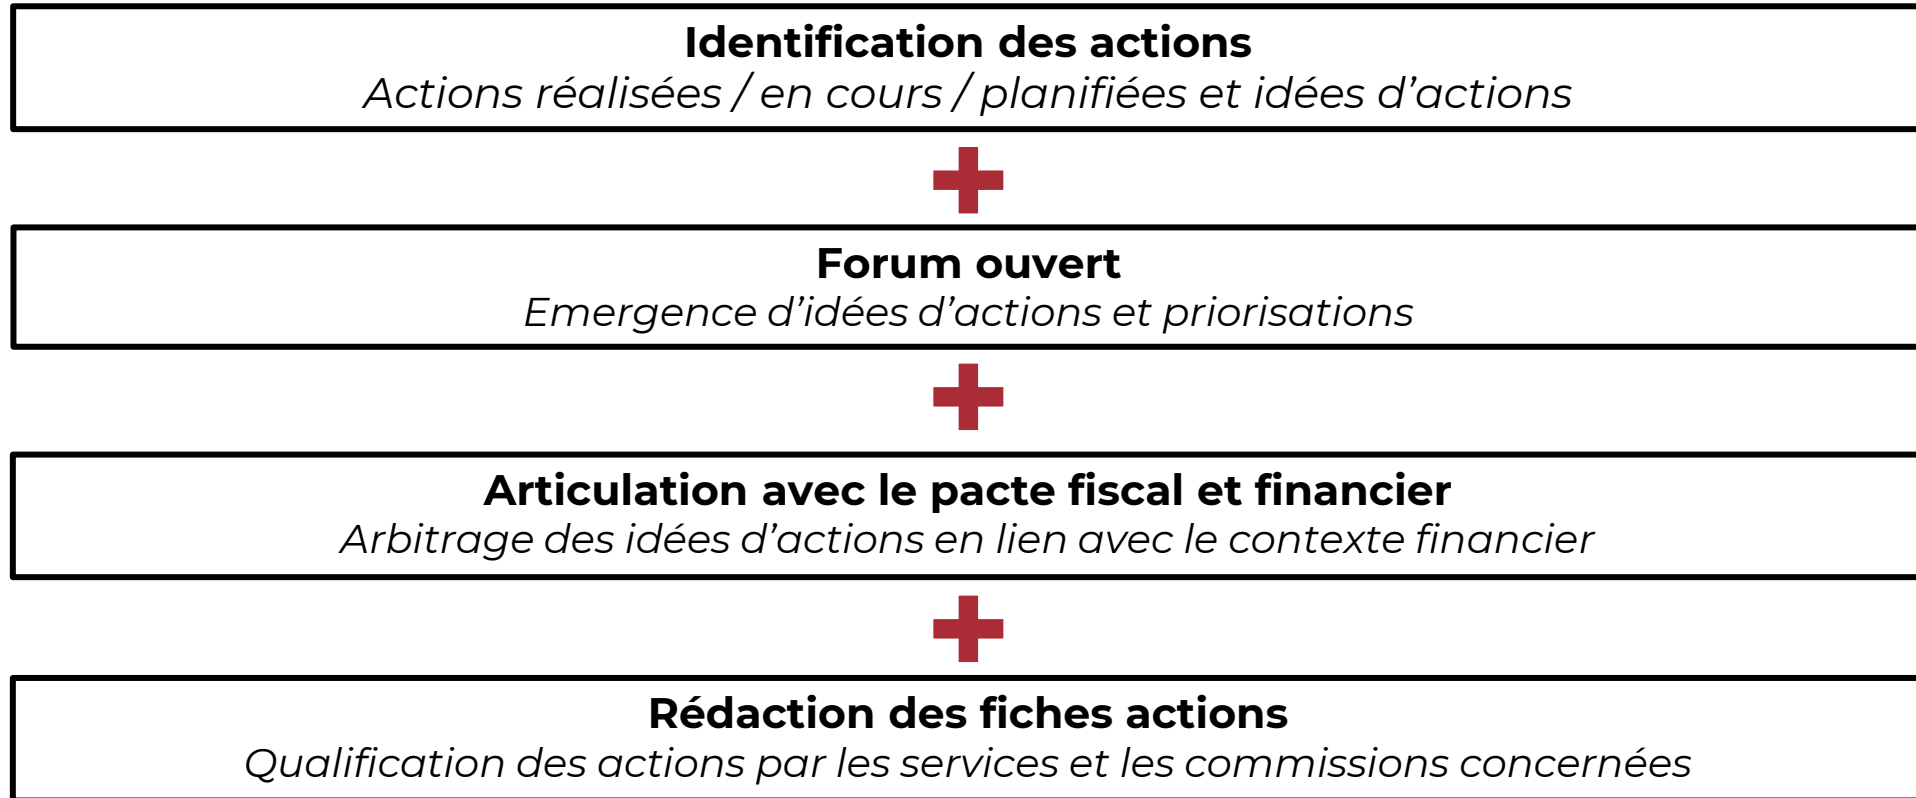 Identification des actions
Actions réalisées / en cours / planifiées et idées d’actions
Forum ouvert
Emergence d’idées d’actions et priorisations
Articulation avec le pacte fiscal et financier
Arbitrage des idées d’actions en lien avec le contexte financier
Rédaction des fiches actions
Qualification des actions par les services et les commissions concernées